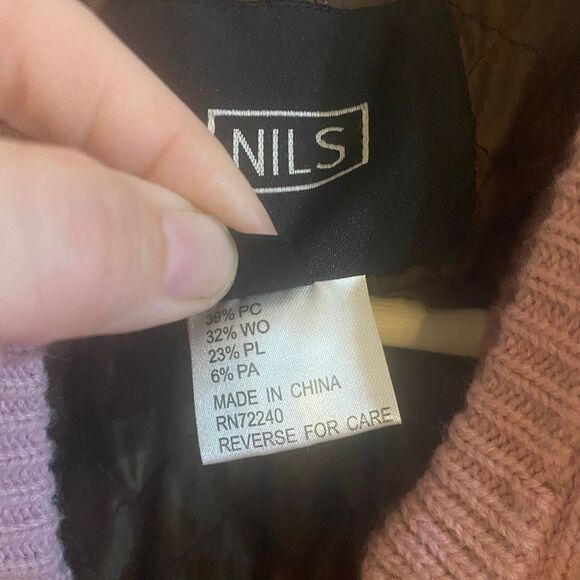 NILS
39% PC
32% WO
23% PL
6% PA
MADE IN CHINA
RN72240
REVERSE FOR CARE